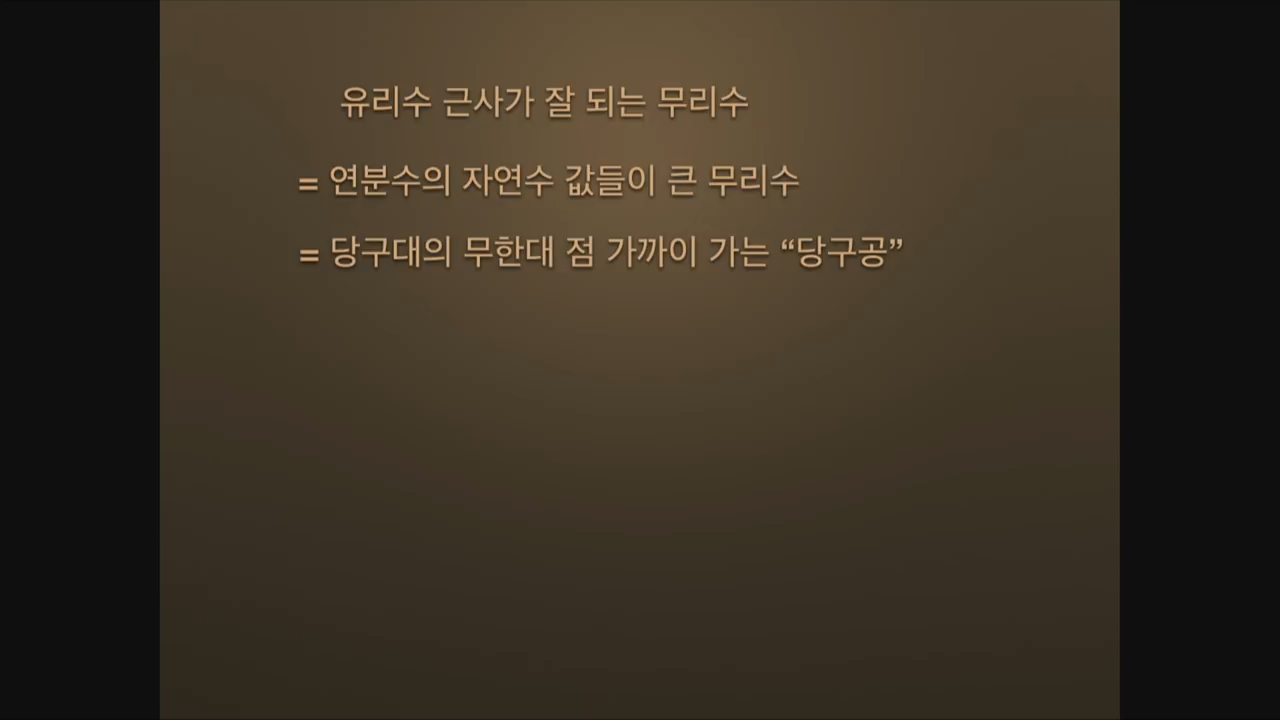 유리수 근사가 잘 되는 무리수
= 연분수의 자연수 값들이 큰 무리수
= 당구대의 무한대 점 가까이 가는 “당구공”